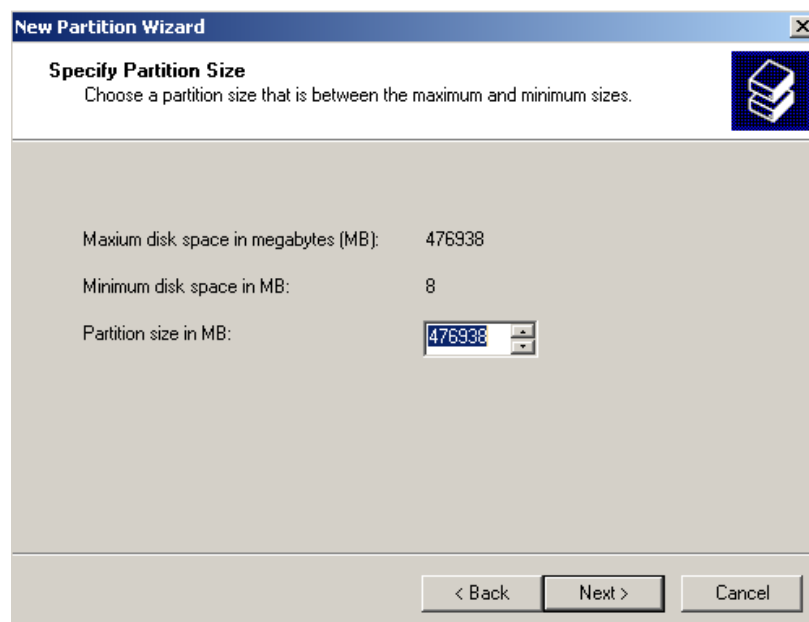 New Partition Wizard
Specify Partition Size
Choose a partition size that is between the maximum and minimum sizes.
Maxium disk space in megabytes (MB): 476938
Minimum disk space in MB: 8
Partition size in MB: 476938
< Back Next > Cancel